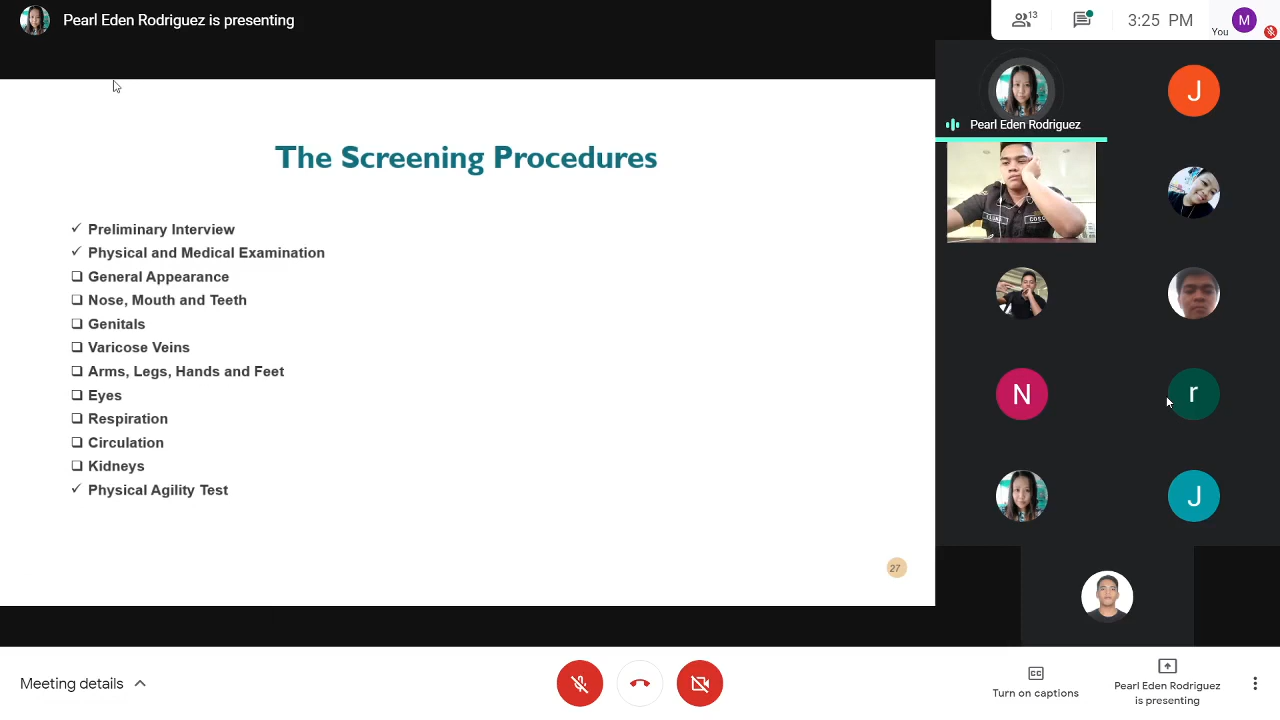 Pearl Eden Rodriguez is presenting
13
3:25 PM
You
M
The Screening Procedures
✓ Preliminary Interview
✓ Physical and Medical Examination
❑ General Appearance
❑ Nose, Mouth and Teeth
❑ Genitals
❑ Varicose Veins
❑ Arms, Legs, Hands and Feet
❑ Eyes
❑ Respiration
❑ Circulation
❑ Kidneys
✓ Physical Agility Test
27
J
Pearl Eden Rodriguez
N
r
J
Meeting details
CC
Turn on captions
Pearl Eden Rodriguez
is presenting